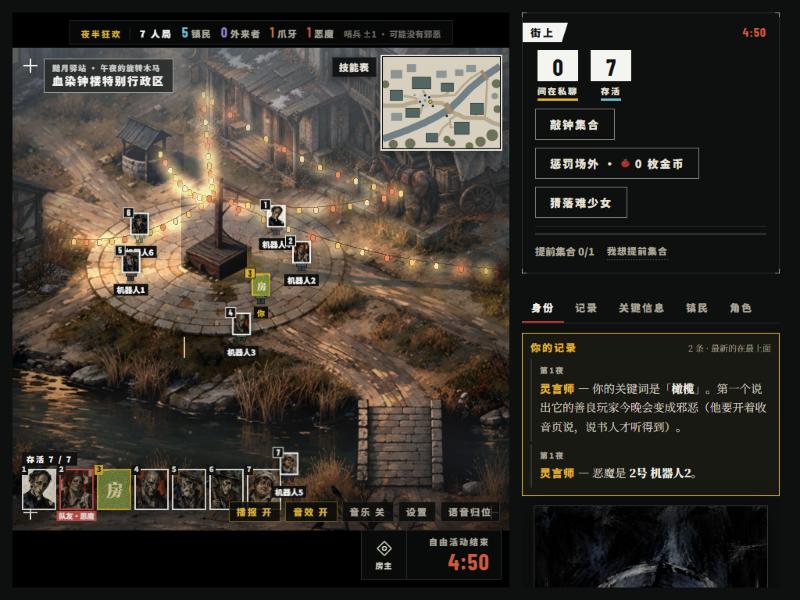 夜半狂欢 7 人局 5 镇民 0 外来者 1 爪牙 1 恶魔 哨兵 ±1 · 可能没有邪恶
黯月驿站 · 午夜的旋转木马
血染钟楼特别行政区
技能表
6
机器人6
5
机器人1
1
机器人
2
机器人2
3
房
你
4
机器人3
7
机器人5
存活 7 / 7
1 2 3 4 5 6 7
房
队友·恶魔
播报 开 音效 开 音乐 关 设置 语音归位
房主
自由活动结束
4:50
街上 4:50
0 7
间在私聊 存活
敲钟集合
惩罚场外 · 0 枚金币
猜落难少女
提前集合 0/1 我想提前集合
身份 记录 关键信息 镇民 角色
你的记录 2 条 · 最新的在最上面
第1夜
灵言师 — 你的关键词是「橄榄」。第一个说
出它的善良玩家今晚会变成邪恶（他要开着收
音页说，说书人才听得到）。
第1夜
灵言师 — 恶魔是 2号 机器人2。